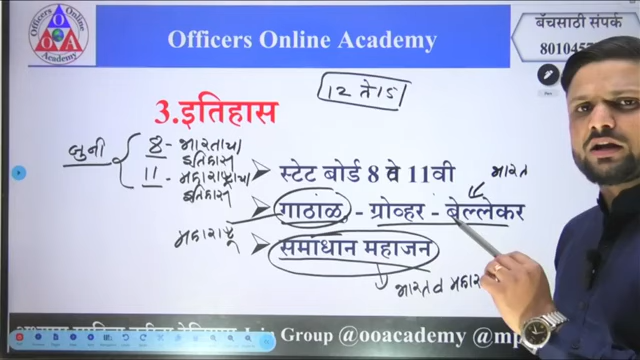 Officers Online Academy
OOA
Officers Online Academy
बॅचसाठी संपर्क
12 ते 15
3.इतिहास
जुनी
8 - भारताचा इतिहास
11 - महाराष्ट्राचा इतिहास
स्टेट बोर्ड 8 वे 11वी
भारत
गाठाळ - ग्रोव्हर - बेल्लेकर
महाराष्ट्र
समाधान महाजन
भारत व महा
Group @ooacademy @mp